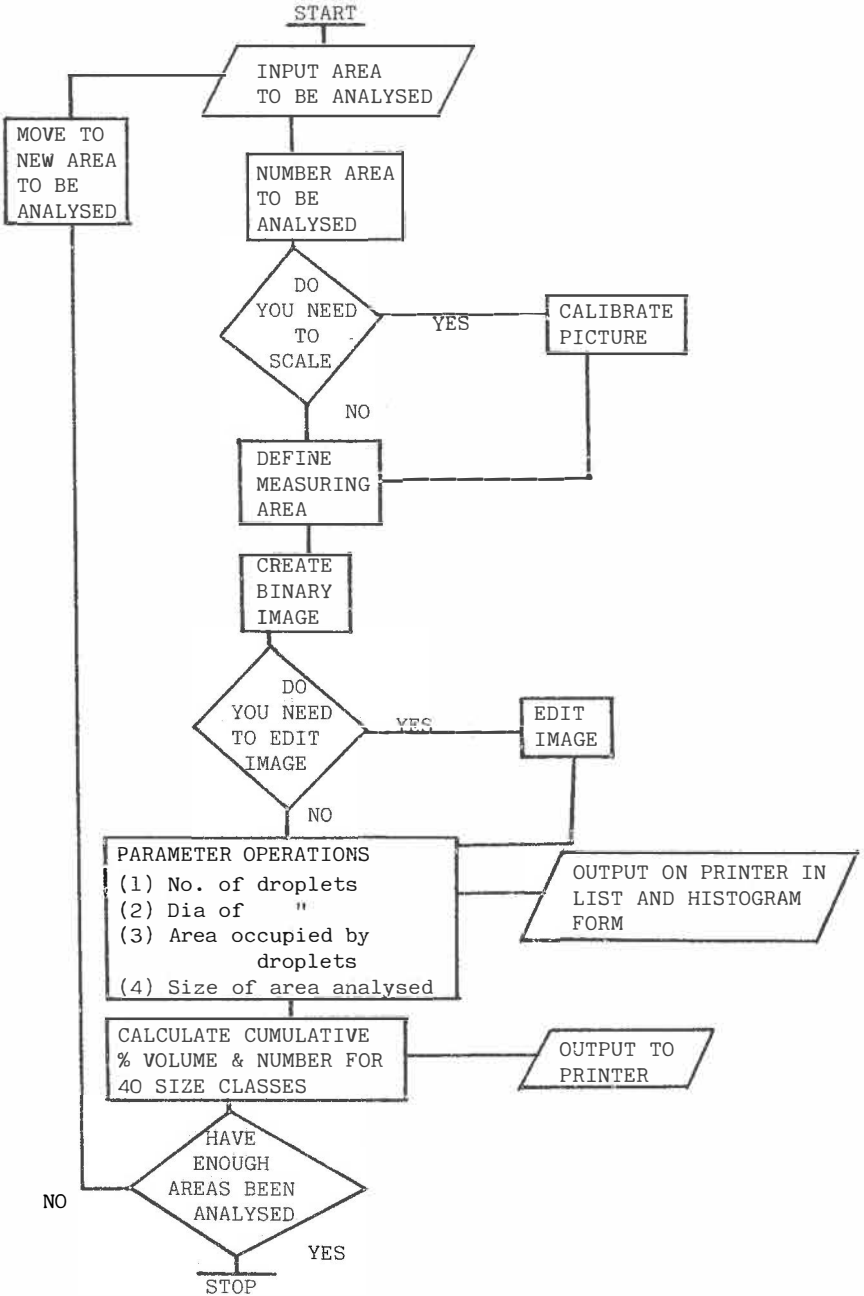 START
INPUT AREA
TO BE ANALYSED
MOVE TO
NEW AREA
TO BE
ANALYSED
NUMBER AREA
TO BE
ANALYSED
DO
YOU NEED
TO
SCALE
YES
CALIBRATE
PICTURE
NO
DEFINE
MEASURING
AREA
CREATE
BINARY
IMAGE
DO
YOU NEED
TO EDIT
IMAGE
YES
EDIT
IMAGE
NO
PARAMETER OPERATIONS
(1) No. of droplets
(2) Dia of "
(3) Area occupied by
droplets
(4) Size of area analysed
OUTPUT ON PRINTER IN
LIST AND HISTOGRAM
FORM
CALCULATE CUMULATIVE
% VOLUME & NUMBER FOR
40 SIZE CLASSES
OUTPUT TO
PRINTER
HAVE
ENOUGH
AREAS BEEN
ANALYSED
NO
YES
STOP